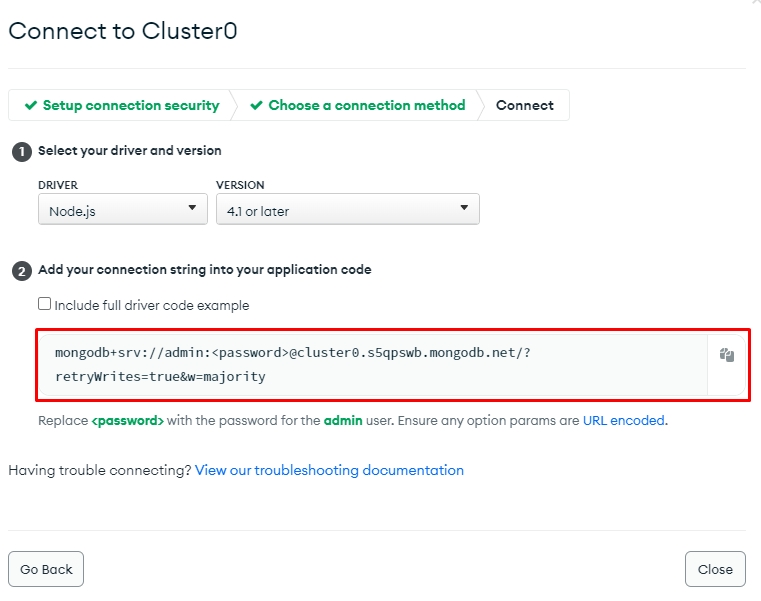 Connect to Cluster0
Setup connection security
Choose a connection method
Connect
1 Select your driver and version
DRIVER
VERSION
Node.js
4.1 or later
2 Add your connection string into your application code
Include full driver code example
mongodb+srv://admin:<password>@cluster0.s5qpswb.mongodb.net/?
retryWrites=true&w=majority
Replace <password> with the password for the admin user. Ensure any option params are URL encoded.
Having trouble connecting? View our troubleshooting documentation
Go Back
Close